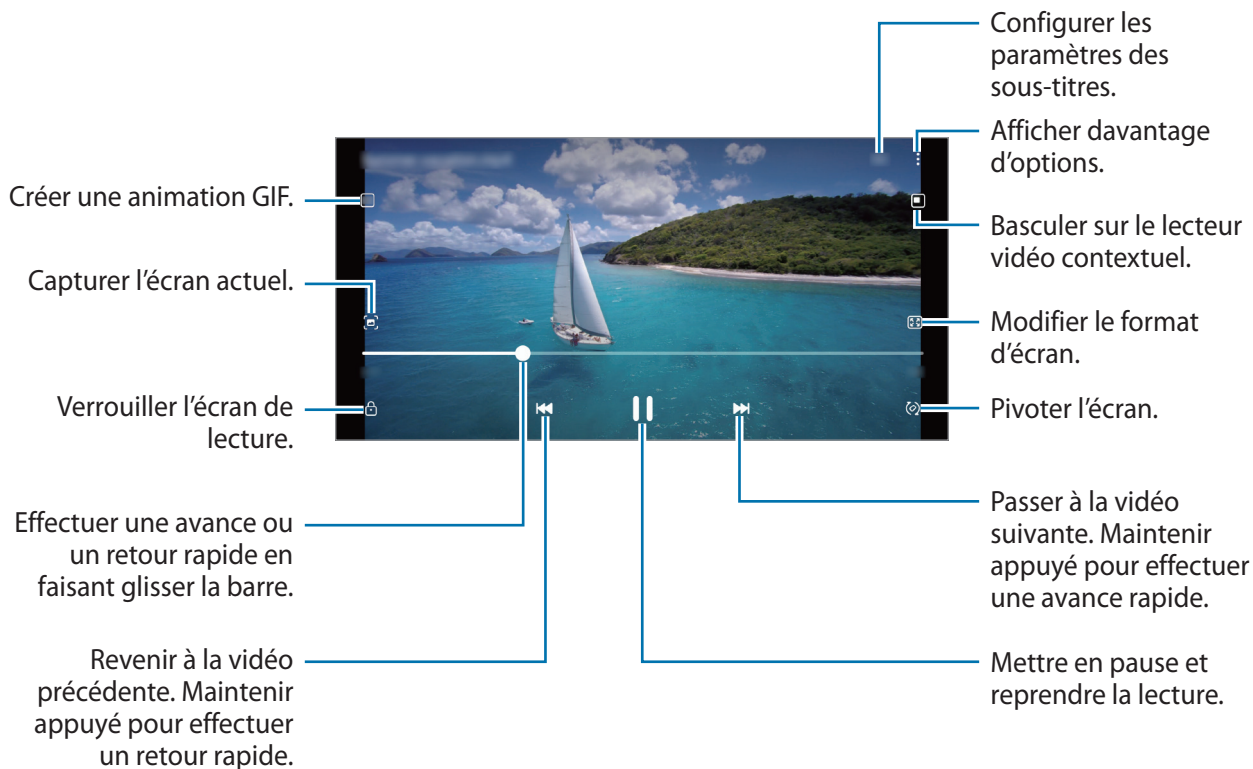 Configurer les
paramètres des
sous-titres.
Afficher davantage
d'options.
Créer une animation GIF.
Basculer sur le lecteur
vidéo contextuel.
Capturer l'écran actuel.
Modifier le format
d'écran.
Verrouiller l'écran de
lecture.
Pivoter l'écran.
Effectuer une avance ou
un retour rapide en
faisant glisser la barre.
Passer à la vidéo
suivante. Maintenir
appuyé pour effectuer
une avance rapide.
Revenir à la vidéo
précédente. Maintenir
appuyé pour effectuer
un retour rapide.
Mettre en pause et
reprendre la lecture.